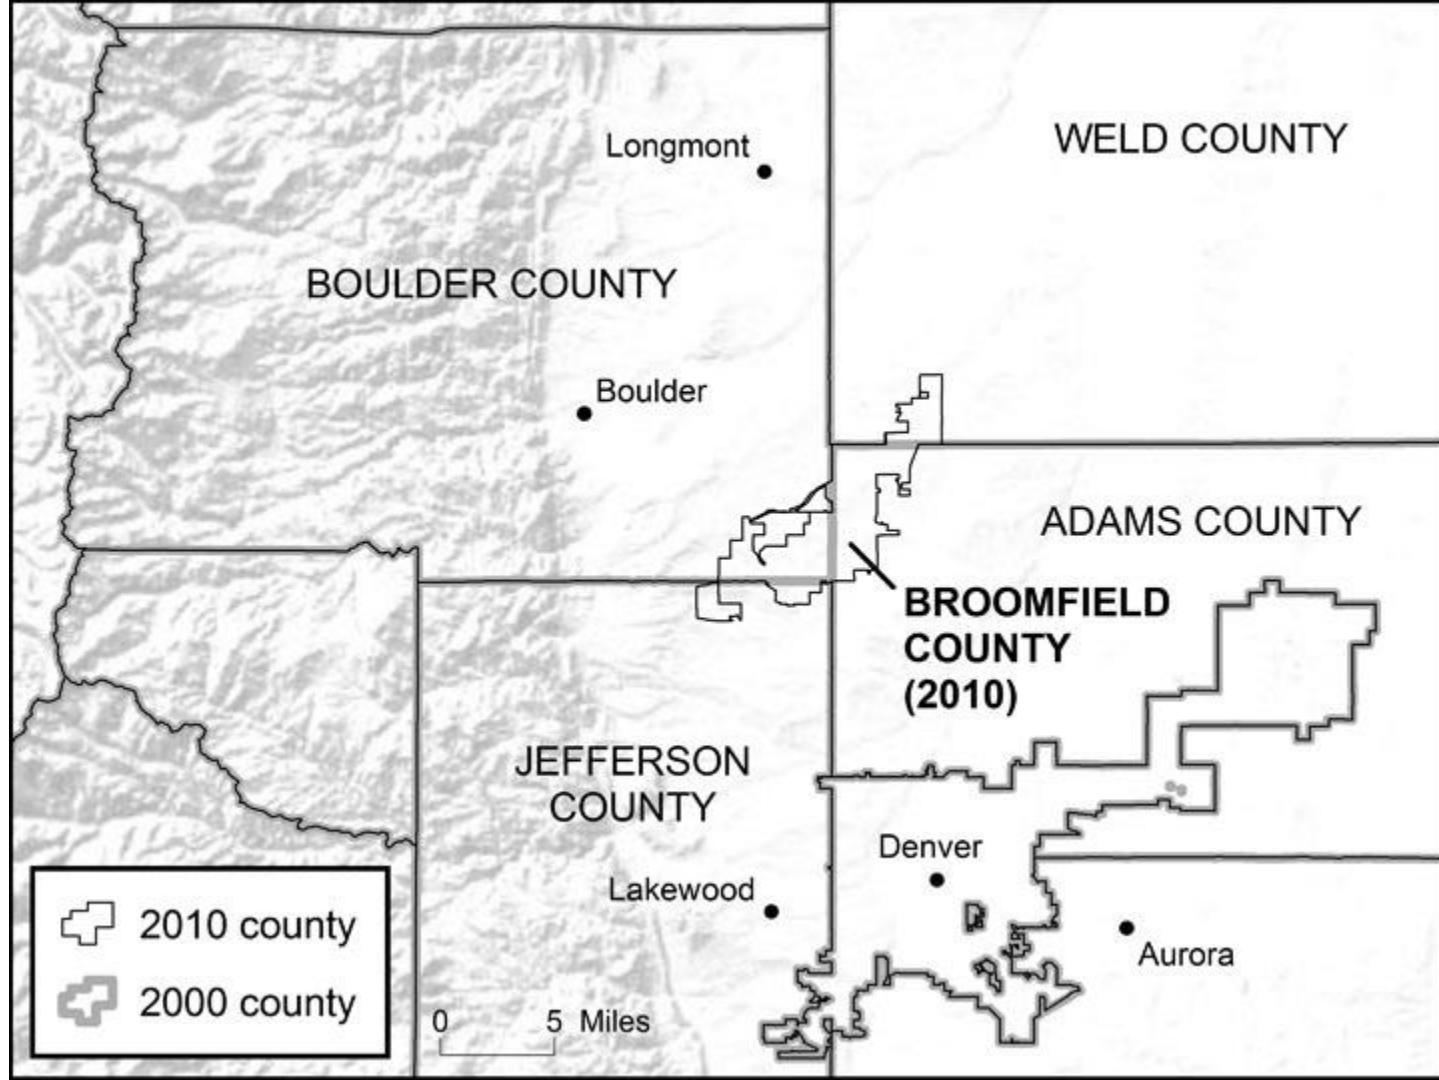 Longmont
WELD COUNTY
BOULDER COUNTY
Boulder
ADAMS COUNTY
BROOMFIELD
COUNTY
(2010)
JEFFERSON
COUNTY
Denver
Lakewood
Aurora
2010 county
2000 county
0 5 Miles